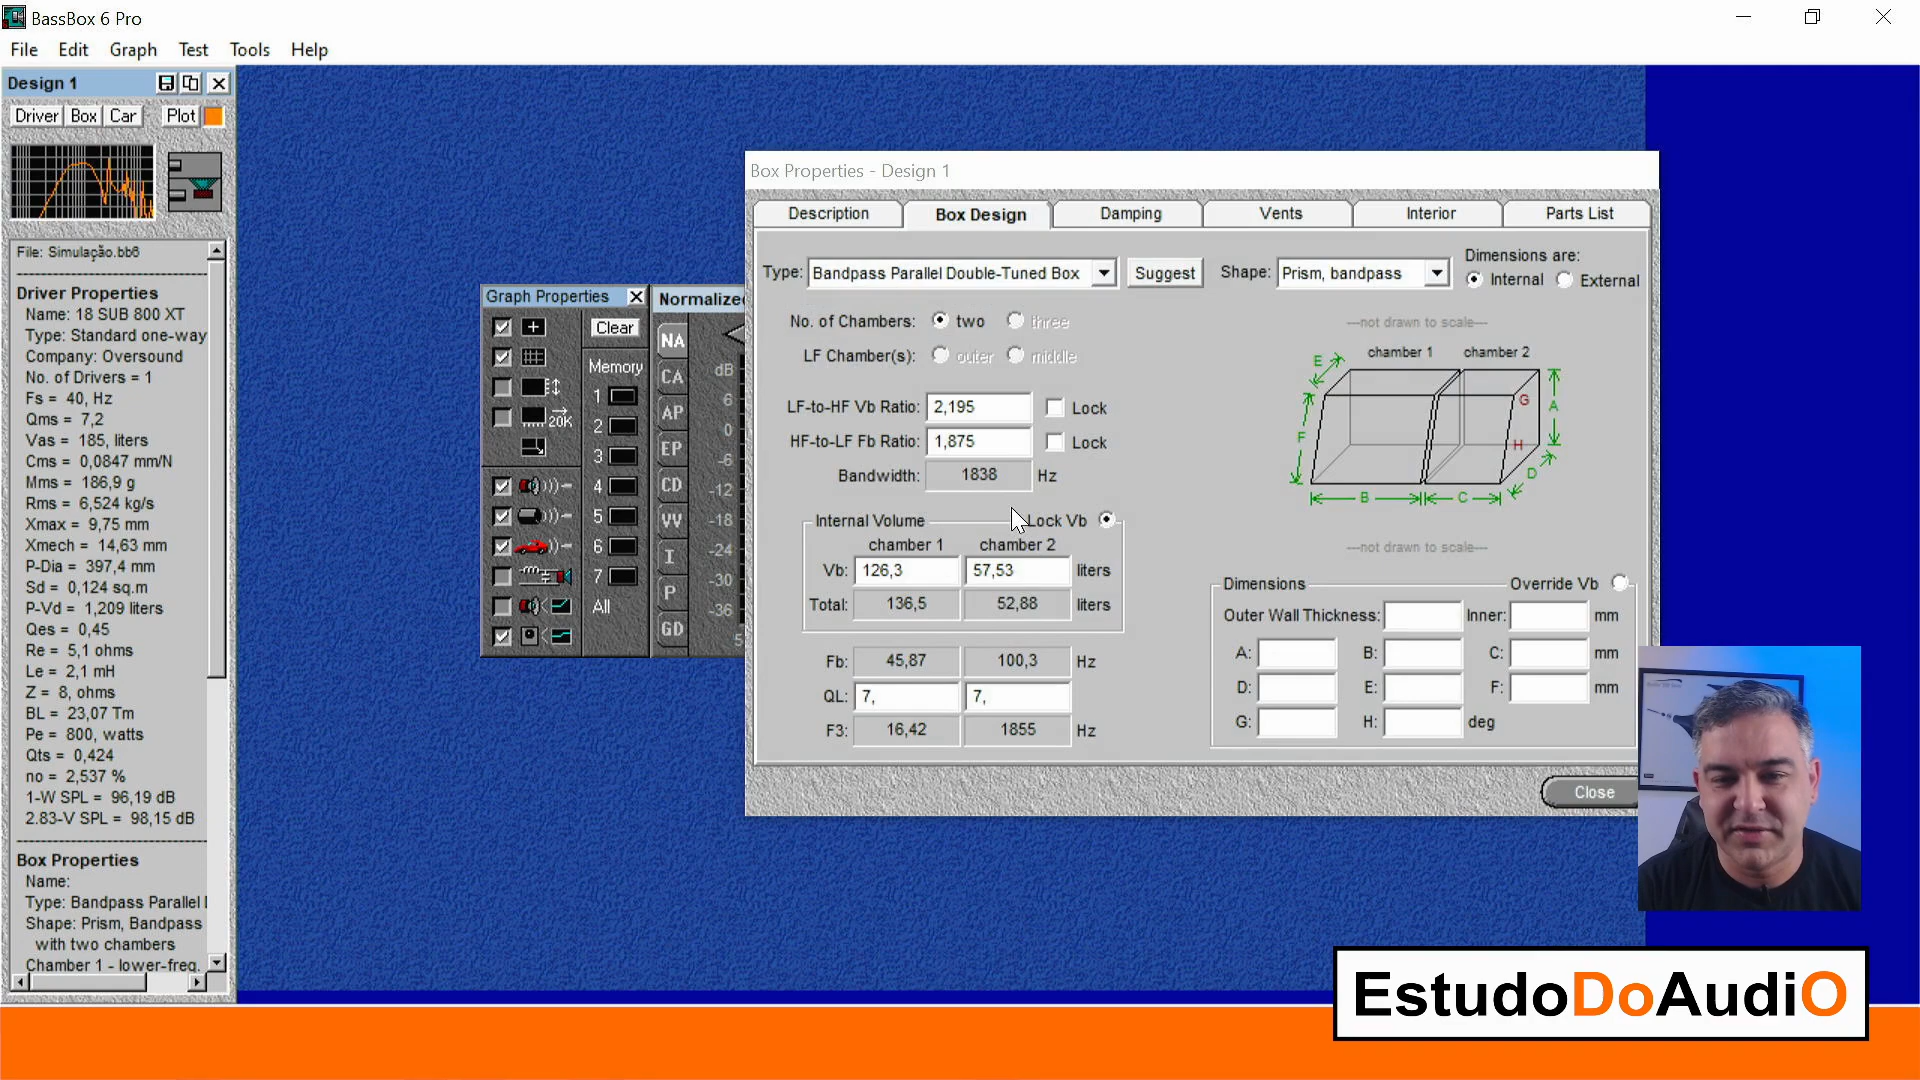 BassBox 6 Pro
File Edit Graph Test Tools Help
Design 1
Driver Box Car Plot
File: Simulação.bb6
Driver Properties
Name: 18 SUB 800 XT
Type: Standard one-way
Company: Oversound
No. of Drivers = 1
Fs = 40, Hz
Qms = 7,2
Vas = 185, liters
Cms = 0,0847 mm/N
Mms = 186,9 g
Rms = 6,524 kg/s
Xmax = 9,75 mm
Xmech = 14,63 mm
P-Dia = 397,4 mm
Sd = 0,124 sq.m
P-Vd = 1,209 liters
Qes = 0,45
Re = 5,1 ohms
Le = 2,1 mH
Z = 8, ohms
BL = 23,07 Tm
Pe = 800, watts
Qts = 0,424
no = 2,537 %
1-W SPL = 96,19 dB
2.83-V SPL = 98,15 dB
Box Properties
Name:
Type: Bandpass Parallel
Shape: Prism, Bandpass
with two chambers
Chamber 1 - lower-freq.
Graph Properties
Clear
Memory
1
2
20K
3
4
5
6
7
All
Normalized
NA
CA
AP
EP
CD
VV
I
P
GD
dB
6
0
-6
-12
-18
-24
-30
-36
5
Box Properties - Design 1
Description Box Design Damping Vents Interior Parts List
Type: Bandpass Parallel Double-Tuned Box Suggest Shape: Prism, bandpass
Dimensions are:
Internal External
No. of Chambers: two three
LF Chamber(s): outer middle
LF-to-HF Vb Ratio: 2,195 Lock
HF-to-LF Fb Ratio: 1,875 Lock
Bandwidth: 1838 Hz
Internal Volume Lock Vb
chamber 1 chamber 2
Vb: 126,3 57,53 liters
Total: 136,5 52,88 liters
Fb: 45,87 100,3 Hz
QL: 7, 7,
F3: 16,42 1855 Hz
---not drawn to scale---
chamber 1 chamber 2
E
G
A
F
H
D
B C
---not drawn to scale---
Dimensions Override Vb
Outer Wall Thickness: Inner: mm
A: B: C: mm
D: E: F: mm
G: H: deg
Close
EstudoDoAudiO